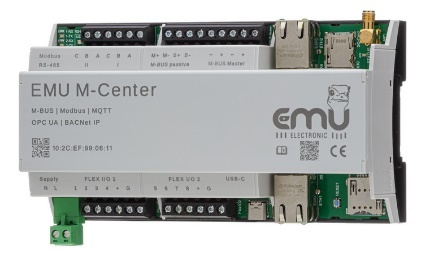 Modbus C B A C B A M+ M- S+ D- - - + +
RS-485 II I M-BUS passive M-BUS Master
EMU M-Center
M-BUS | Modbus | MQTT
OPC UA | BACNet IP
10:2C:EF:99:06:11
EMU
ELECTRONIC
CE
Supply FLEX I/O 1 FLEX I/O 2 USB-C
N L 1 2 3 4 + G 5 6 7 8 + G